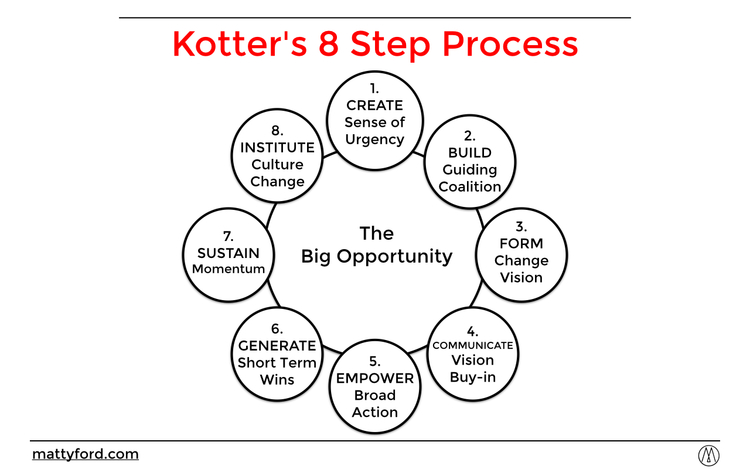 Kotter's 8 Step Process
1.
CREATE
Sense of
Urgency
2.
BUILD
Guiding
Coalition
3.
FORM
Change
Vision
4.
COMMUNICATE
Vision
Buy-in
5.
EMPOWER
Broad
Action
6.
GENERATE
Short Term
Wins
7.
SUSTAIN
Momentum
8.
INSTITUTE
Culture
Change
The
Big Opportunity
mattyford.com